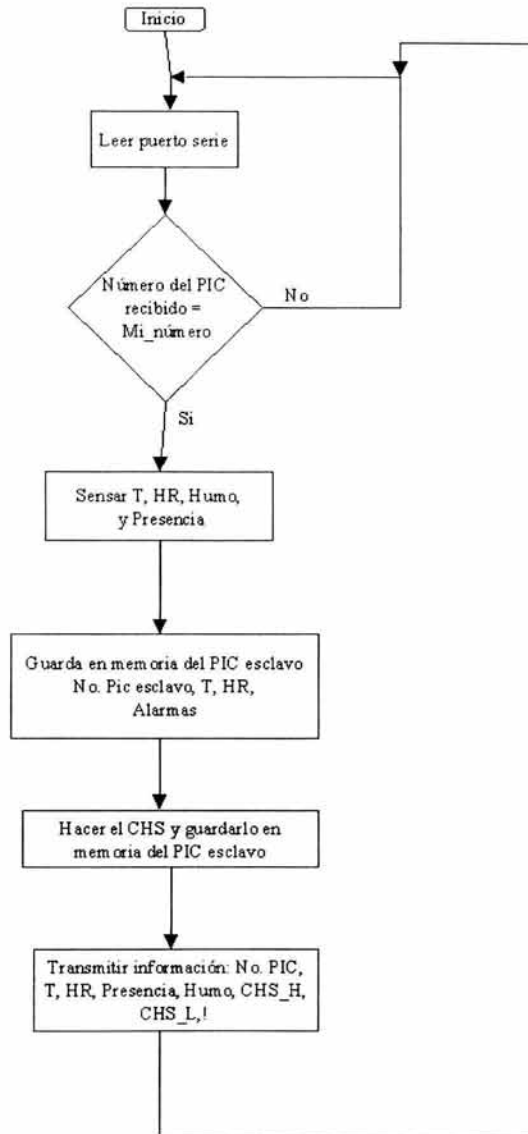 Inicio
Leer puerto serie
Número del PIC
recibido =
Mi_número
No
Si
Sensar T, HR, Humo,
y Presencia
Guarda en memoria del PIC esclavo
No. Pic esclavo, T, HR,
Alarmas
Hacer el CHS y guardarlo en
memoria del PIC esclavo
Transmitir información: No. PIC,
T, HR, Presencia, Humo, CHS_H,
CHS_L,!